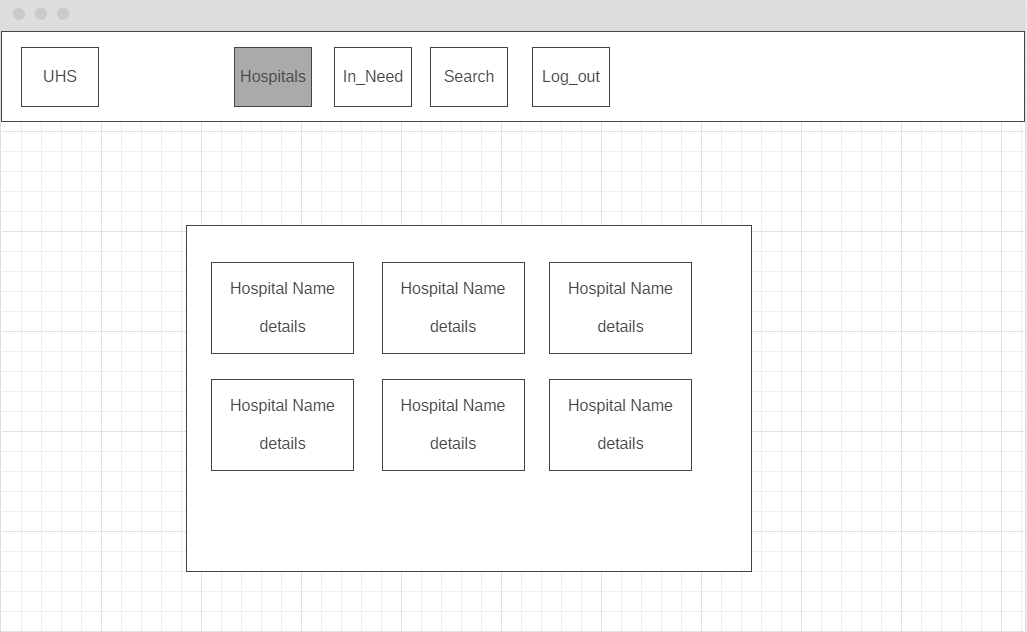 UHS Hospitals In_Need Search Log_out
Hospital Name Hospital Name Hospital Name
details details details
Hospital Name Hospital Name Hospital Name
details details details